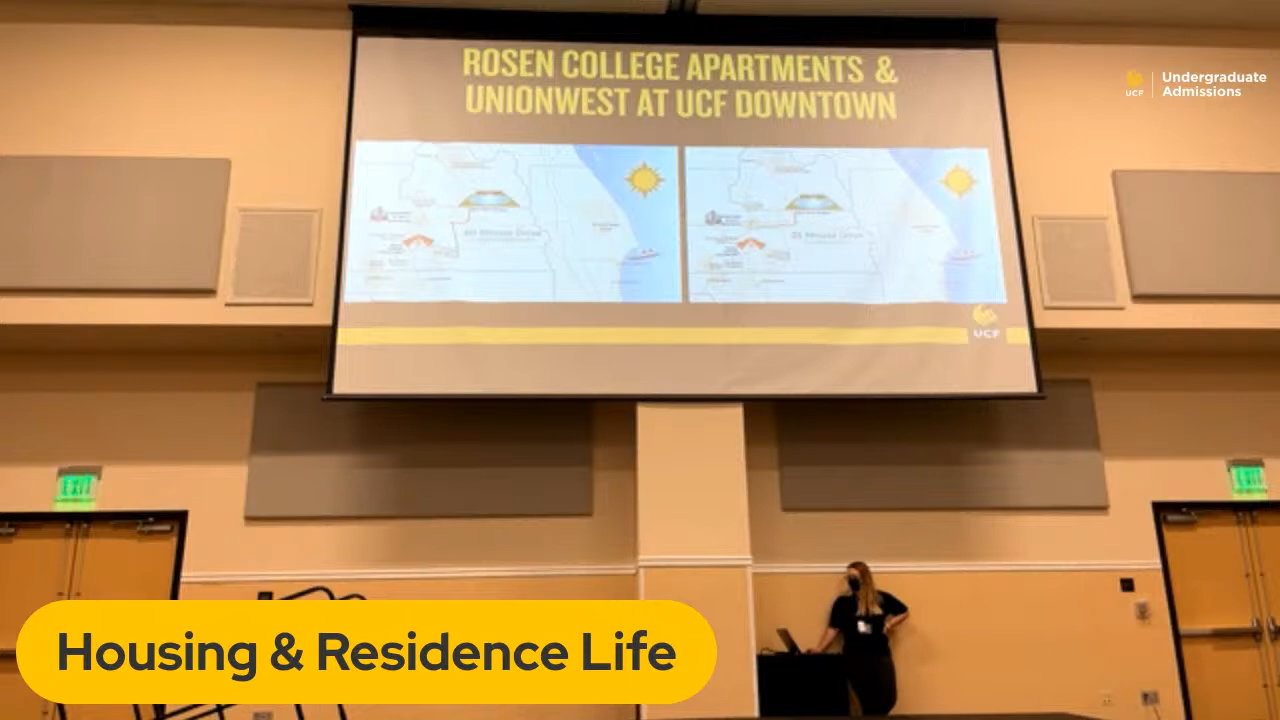 ROSEN COLLEGE APARTMENTS &
UNIONWEST AT UCF DOWNTOWN
UCF
Undergraduate
Admissions
UCF
EXIT
EXIT
Housing & Residence Life